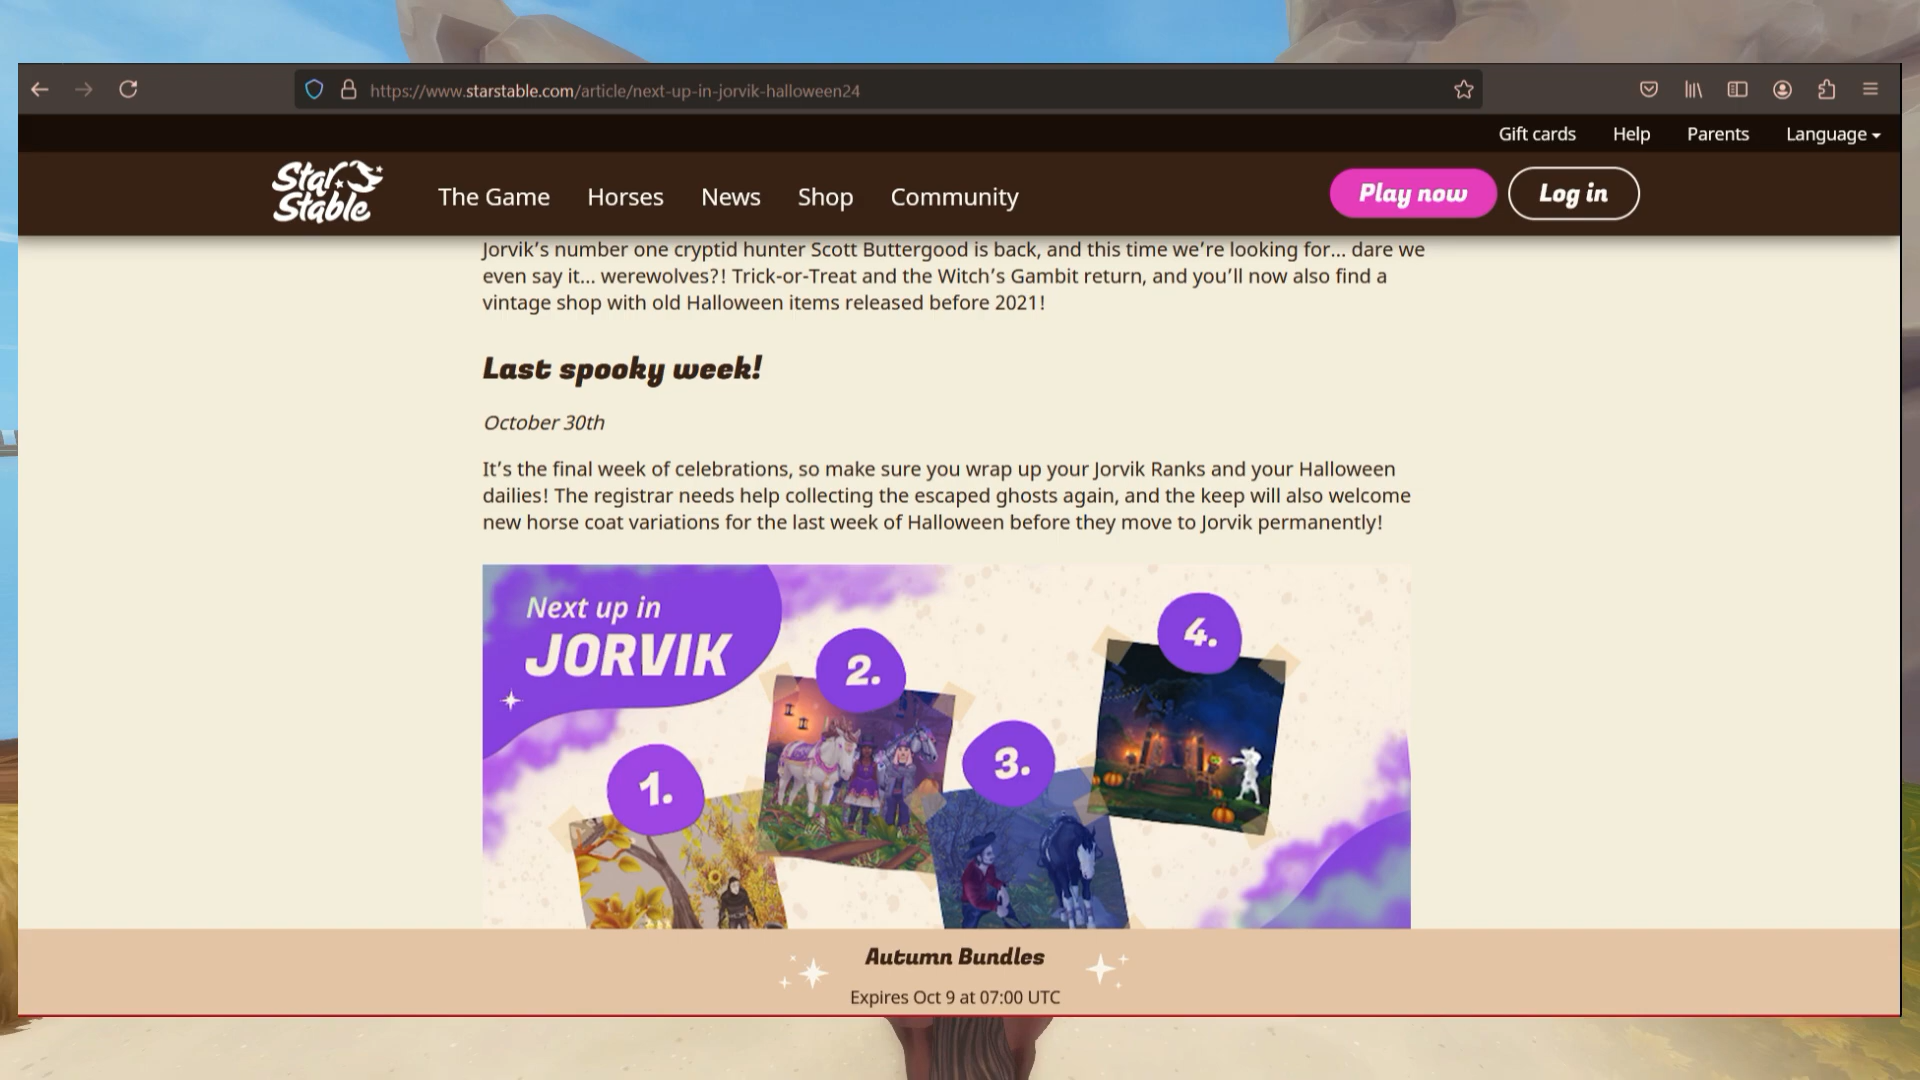 https://www.starstable.com/article/next-up-in-jorvik-halloween24
Gift cards Help Parents Language
Star Stable
The Game Horses News Shop Community Play now Log in
Jorvik’s number one cryptid hunter Scott Buttergood is back, and this time we’re looking for... dare we
even say it... werewolves?! Trick-or-Treat and the Witch’s Gambit return, and you’ll now also find a
vintage shop with old Halloween items released before 2021!
Last spooky week!
October 30th
It’s the final week of celebrations, so make sure you wrap up your Jorvik Ranks and your Halloween
dailies! The registrar needs help collecting the escaped ghosts again, and the keep will also welcome
new horse coat variations for the last week of Halloween before they move to Jorvik permanently!
Next up in
JORVIK
1.
2.
3.
4.
Autumn Bundles
Expires Oct 9 at 07:00 UTC